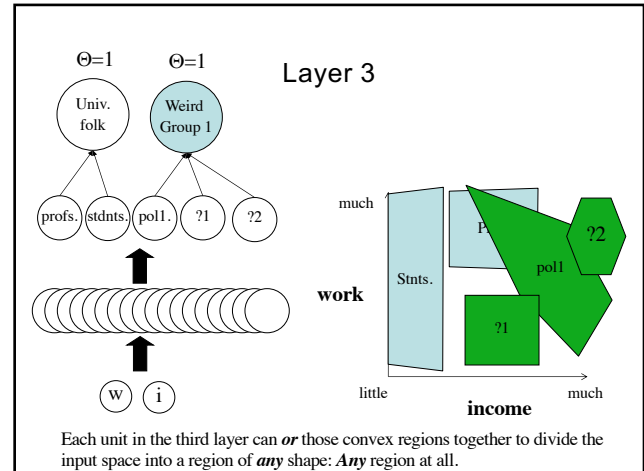 Layer 3
Θ=1
Θ=1
Univ.
folk
Weird
Group 1
profs.
stdnts.
pol1.
?1
?2
w
i
much
work
little
much
income
Stnts.
P
pol1
?1
?2
Each unit in the third layer can or those convex regions together to divide the
input space into a region of any shape: Any region at all.